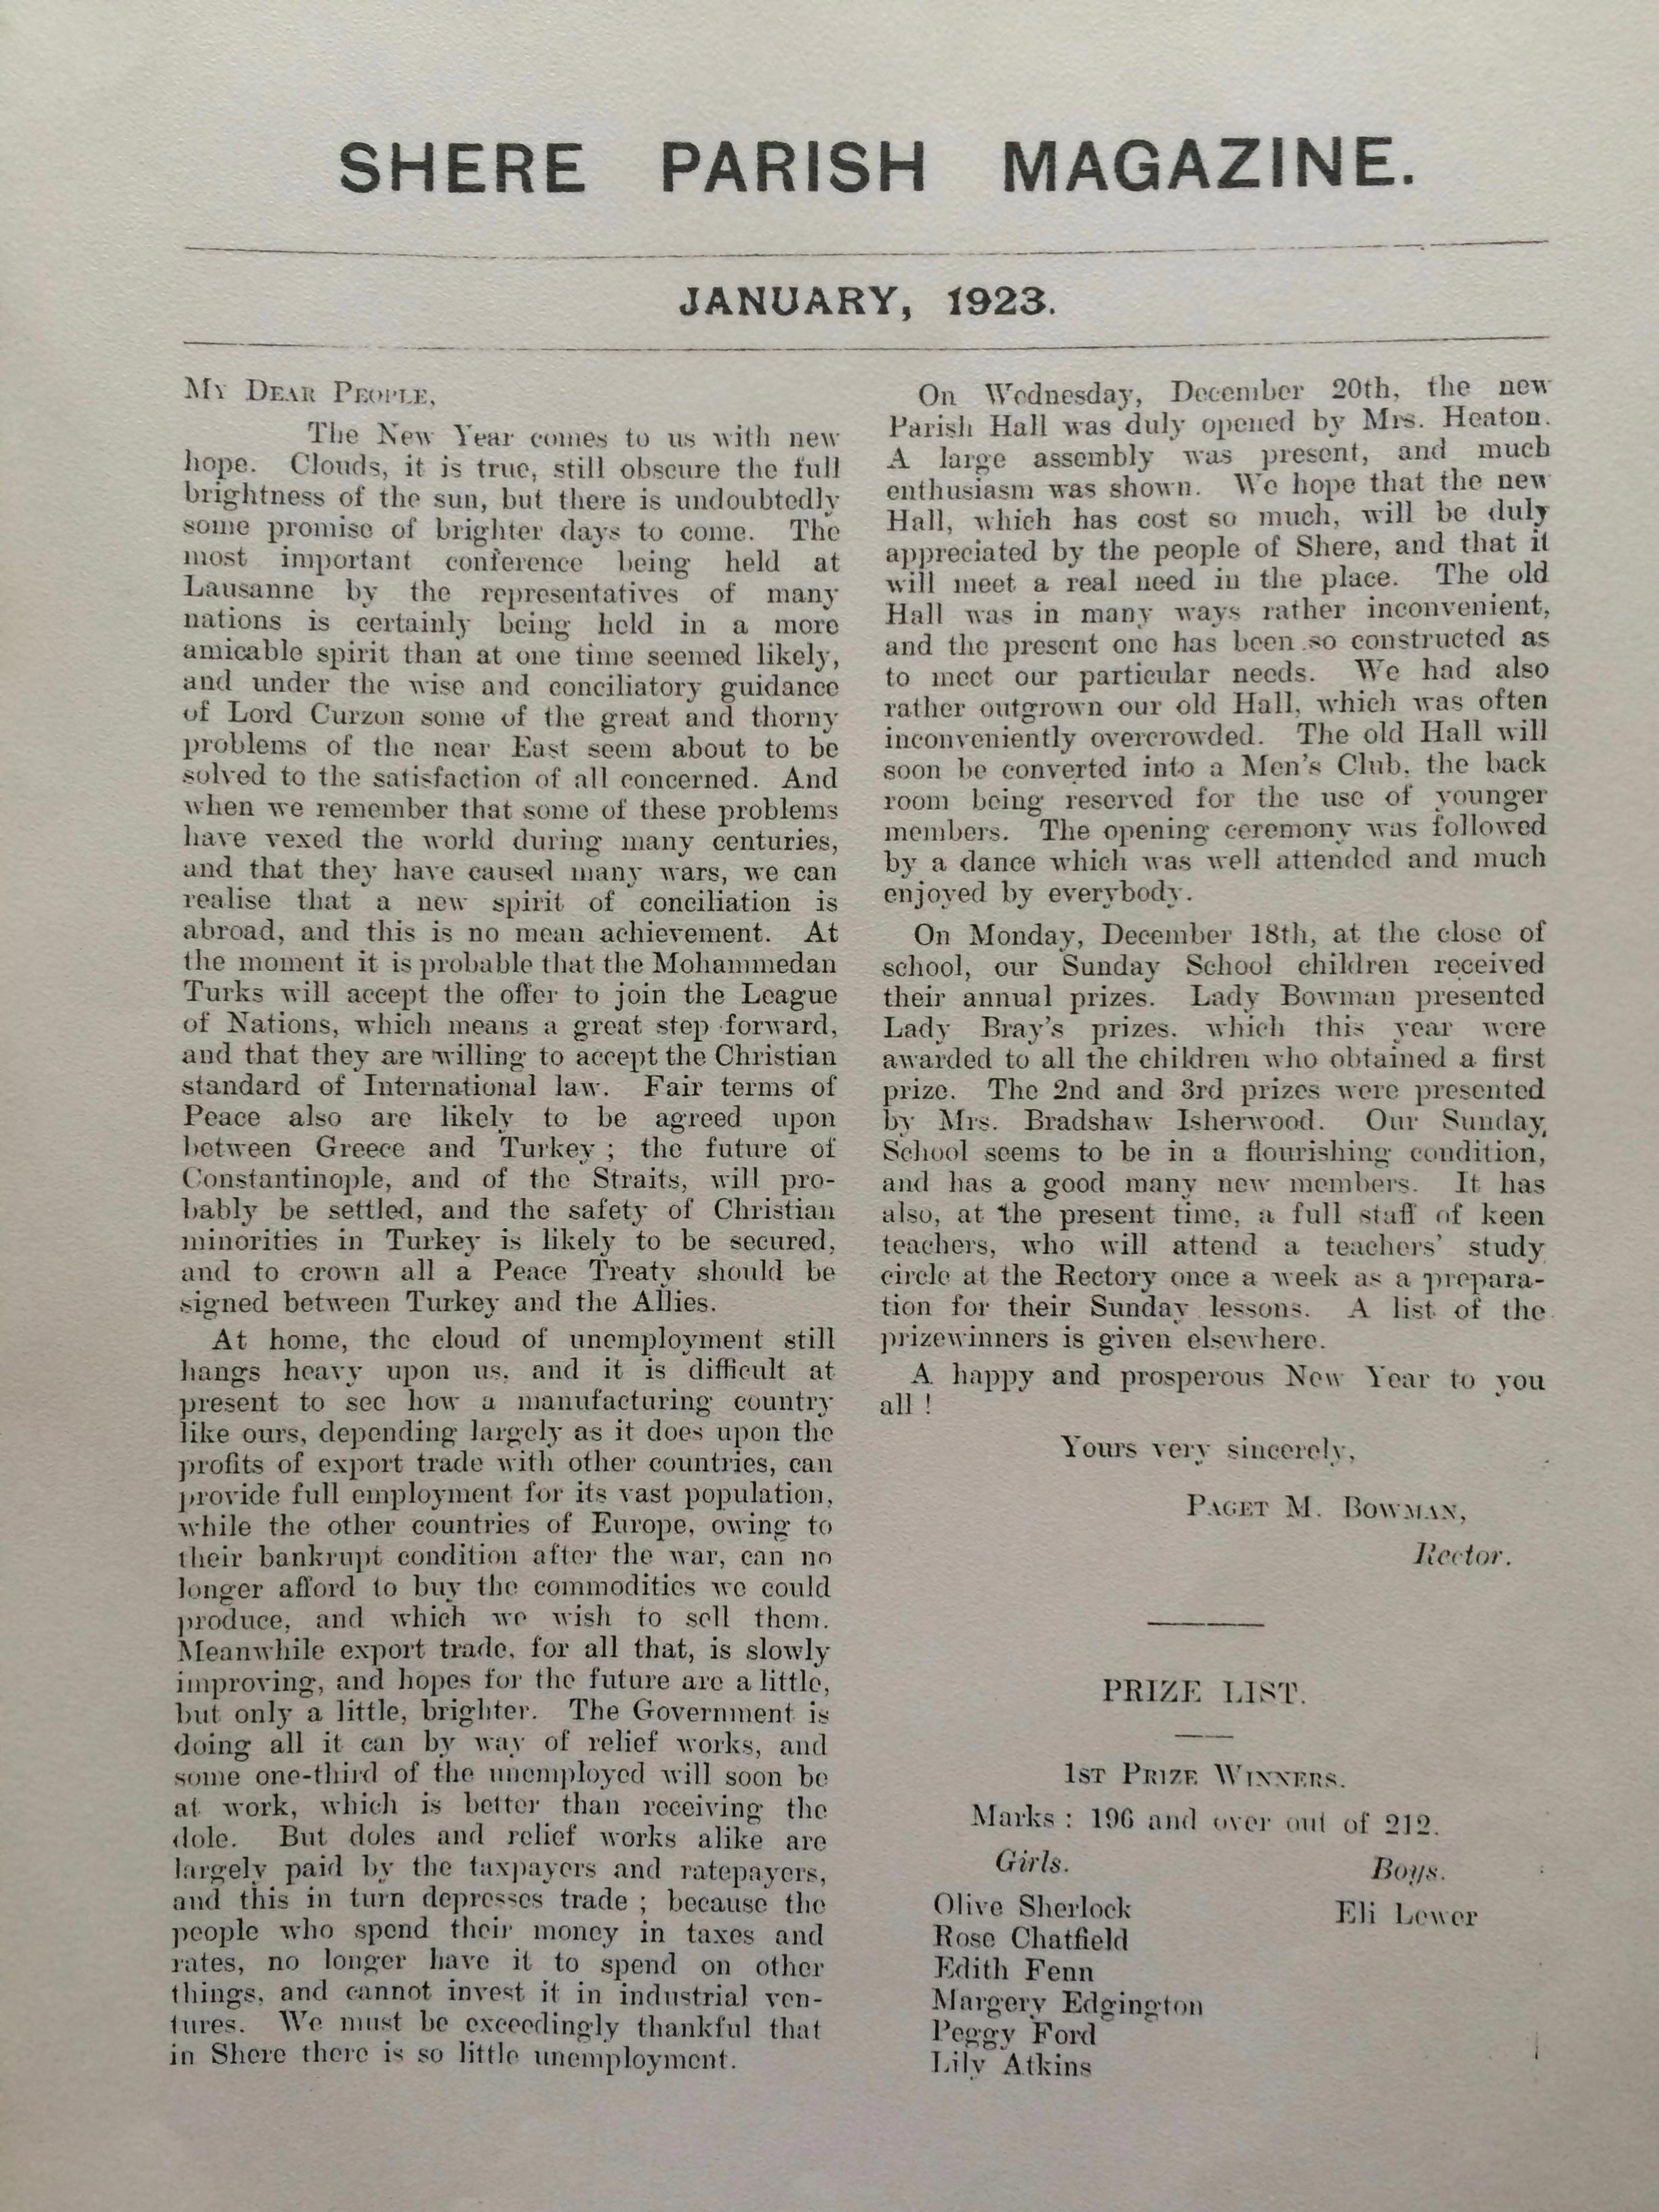 SHERE PARISH MAGAZINE.
JANUARY, 1923.
MY DEAR PEOPLE,
The New Year comes to us with new
hope. Clouds, it is true, still obscure the full
brightness of the sun, but there is undoubtedly
some promise of brighter days to come. The
most important conference being held at
Lausanne by the representatives of many
nations is certainly being held in a more
amicable spirit than at one time seemed likely,
and under the wise and conciliatory guidance
of Lord Curzon some of the great and thorny
problems of the near East seem about to be
solved to the satisfaction of all concerned. And
when we remember that some of these problems
have vexed the world during many centuries,
and that they have caused many wars, we can
realise that a new spirit of conciliation is
abroad, and this is no mean achievement. At
the moment it is probable that the Mohammedan
Turks will accept the offer to join the League
of Nations, which means a great step forward,
and that they are willing to accept the Christian
standard of International law. Fair terms of
Peace also are likely to be agreed upon
between Greece and Turkey ; the future of
Constantinople, and of the Straits, will pro-
bably be settled, and the safety of Christian
minorities in Turkey is likely to be secured,
and to crown all a Peace Treaty should be
signed between Turkey and the Allies.
At home, the cloud of unemployment still
hangs heavy upon us, and it is difficult at
present to see how a manufacturing country
like ours, depending largely as it does upon the
profits of export trade with other countries, can
provide full employment for its vast population,
while the other countries of Europe, owing to
their bankrupt condition after the war, can no
longer afford to buy the commodities we could
produce, and which we wish to sell them.
Meanwhile export trade, for all that, is slowly
improving, and hopes for the future are a little,
but only a little, brighter. The Government is
doing all it can by way of relief works, and
some one-third of the unemployed will soon be
at work, which is better than receiving the
dole. But doles and relief works alike are
largely paid by the taxpayers and ratepayers,
and this in turn depresses trade ; because the
people who spend their money in taxes and
rates, no longer have it to spend on other
things, and cannot invest it in industrial ven-
tures. We must be exceedingly thankful that
in Shere there is so little unemployment.
On Wednesday, December 20th, the new
Parish Hall was duly opened by Mrs. Heaton.
A large assembly was present, and much
enthusiasm was shown. We hope that the new
Hall, which has cost so much, will be duly
appreciated by the people of Shere, and that it
will meet a real need in the place. The old
Hall was in many ways rather inconvenient,
and the present one has been so constructed as
to meet our particular needs. We had also
rather outgrown our old Hall, which was often
inconveniently overcrowded. The old Hall will
soon be converted into a Men's Club, the back
room being reserved for the use of younger
members. The opening ceremony was followed
by a dance which was well attended and much
enjoyed by everybody.
On Monday, December 18th, at the close of
school, our Sunday School children received
their annual prizes. Lady Bowman presented
Lady Bray's prizes, which this year were
awarded to all the children who obtained a first
prize. The 2nd and 3rd prizes were presented
by Mrs. Bradshaw Isherwood. Our Sunday
School seems to be in a flourishing condition,
and has a good many new members. It has
also, at the present time, a full staff of keen
teachers, who will attend a teachers' study
circle at the Rectory once a week as a prepara-
tion for their Sunday lessons. A list of the
prizewinners is given elsewhere.
A happy and prosperous New Year to you
all !
Yours very sincerely,
PAGET M. BOWMAN,
Rector.
PRIZE LIST.
1ST PRIZE WINNERS.
Marks : 196 and over out of 212.
Girls. Boys.
Olive Sherlock Eli Lewer
Rose Chatfield
Edith Fenn
Margery Edgington
Peggy Ford
Lily Atkins